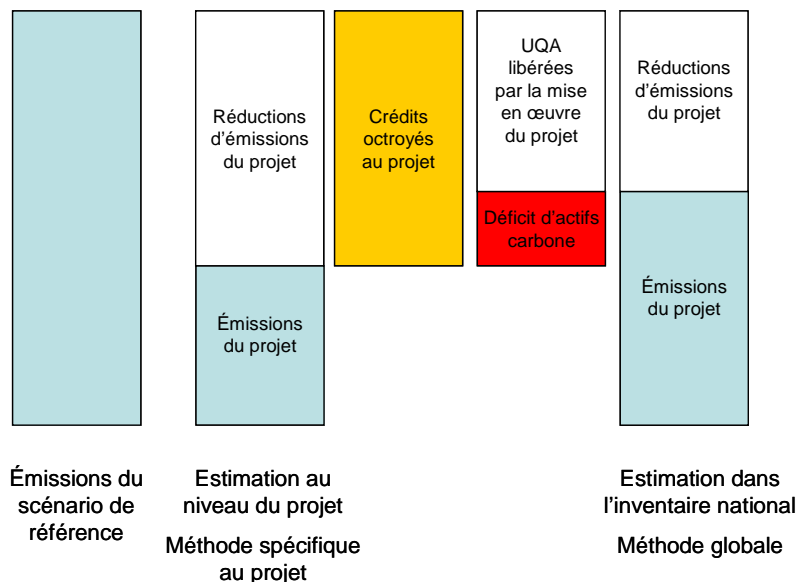 Réductions
d'émissions
du projet
Émissions
du projet
Crédits
octroyés
au projet
UQA
libérées
par la mise
en œuvre
du projet
Déficit d'actifs
carbone
Réductions
d'émissions
du projet
Émissions
du projet
Émissions du
scénario de
référence
Estimation au
niveau du projet
Méthode spécifique
au projet
Estimation dans
l'inventaire national
Méthode globale